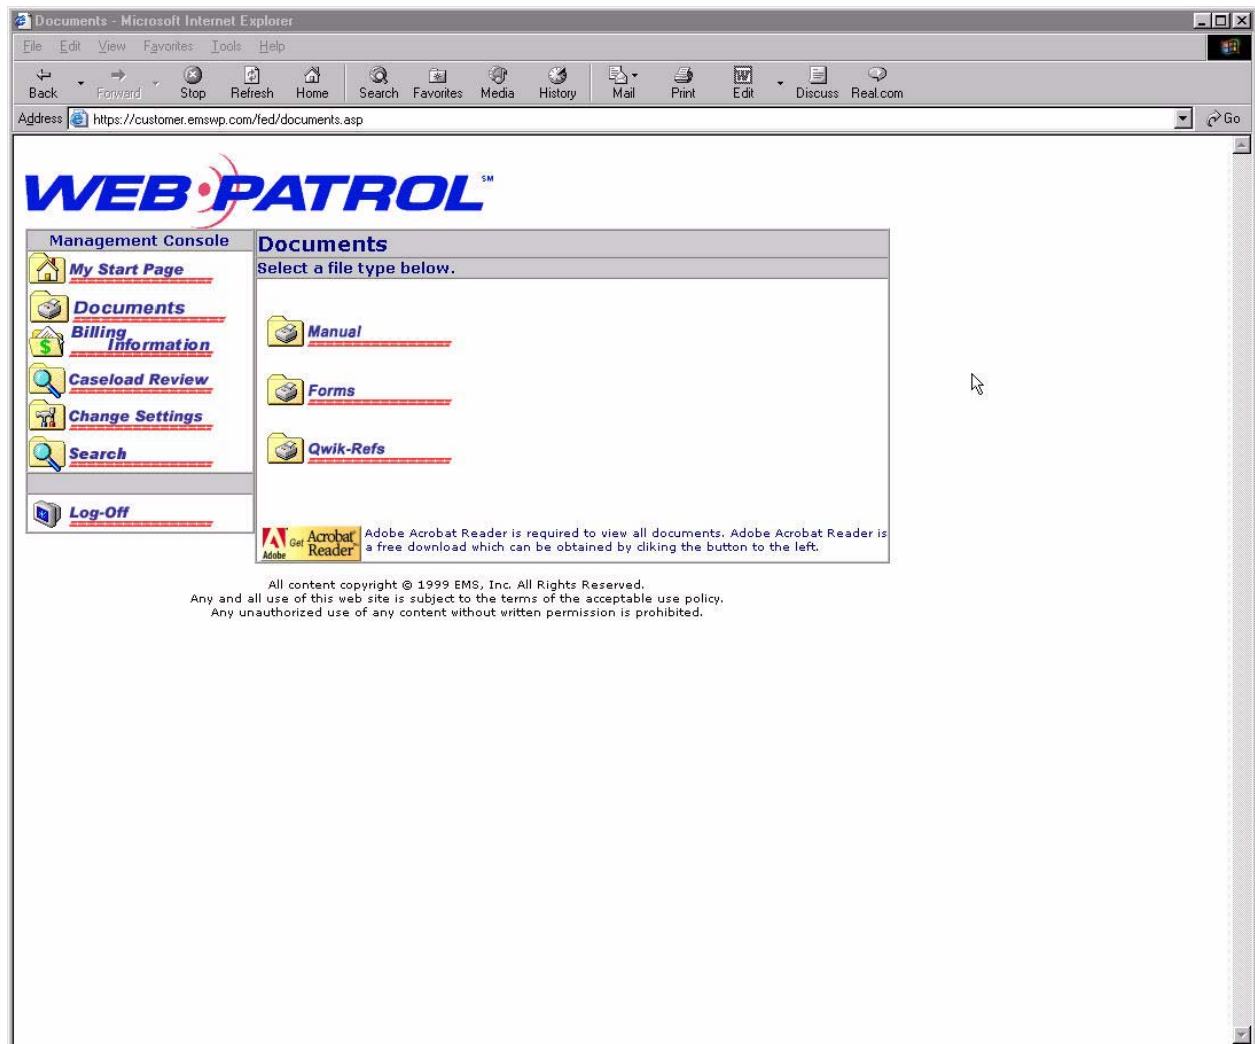 Documents - Microsoft Internet Explorer
File Edit View Favorites Tools Help
Back Forward Stop Refresh Home Search Favorites Media History Mail Print Edit Discuss Real.com
Address https://customer.emswp.com/fed/documents.asp Go
WEB PATROL SM
Management Console
My Start Page
Documents
Billing
Information
Caseload Review
Change Settings
Search
Log-Off
Documents
Select a file type below.
Manual
Forms
Qwik-Refs
Adobe
Get Acrobat
Reader
Adobe Acrobat Reader is required to view all documents. Adobe Acrobat Reader is
a free download which can be obtained by cliking the button to the left.
All content copyright © 1999 EMS, Inc. All Rights Reserved.
Any and all use of this web site is subject to the terms of the acceptable use policy.
Any unauthorized use of any content without written permission is prohibited.